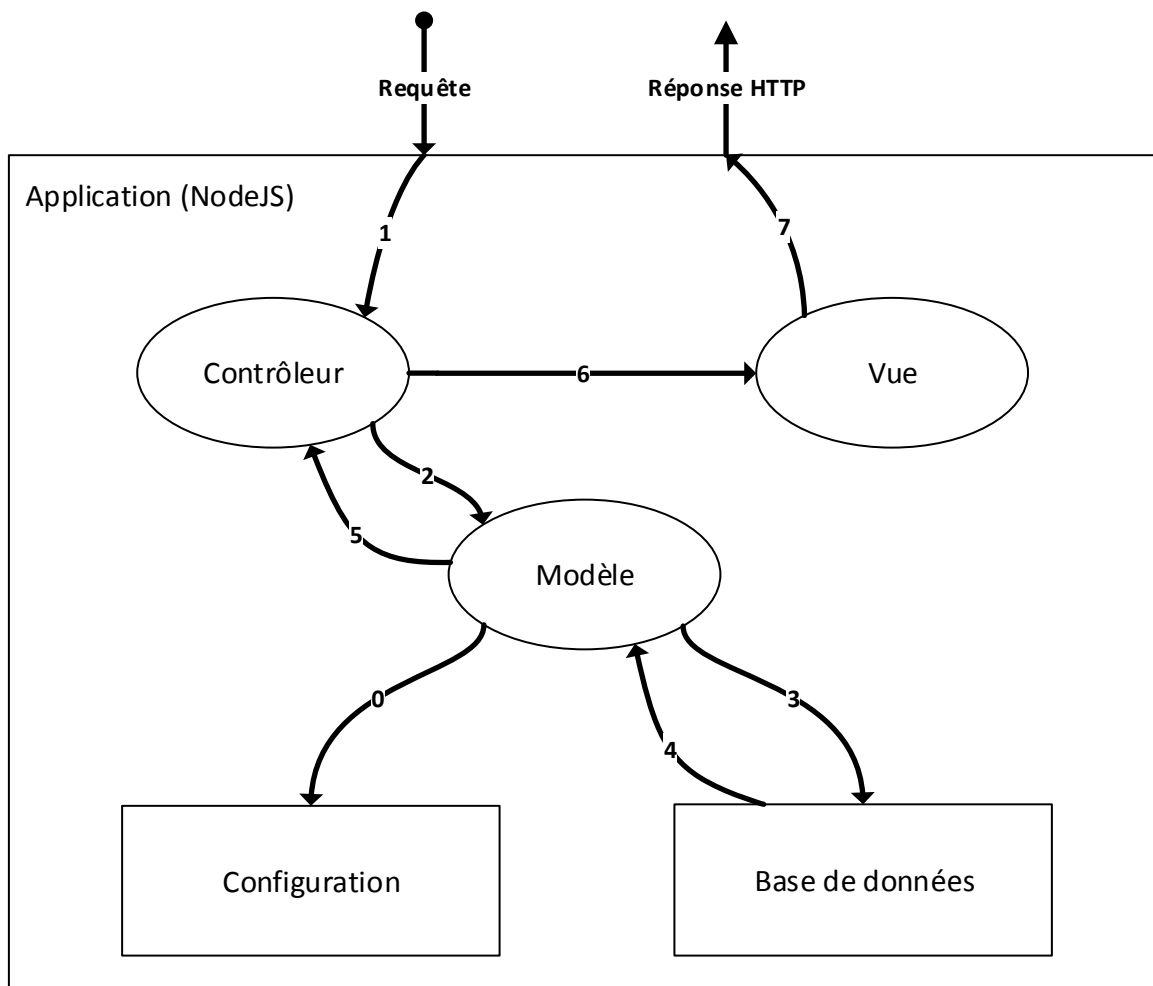 Requête
Réponse HTTP
Application (NodeJS)
1
7
Contrôleur
6
Vue
2
5
Modèle
0
3
4
Configuration
Base de données